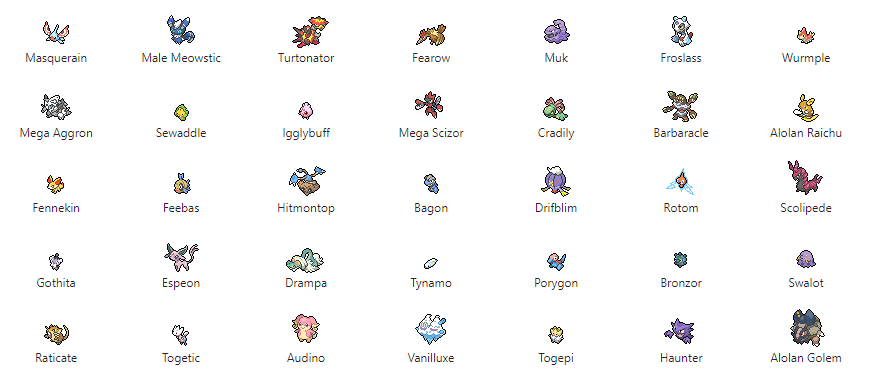 Masquerain Male Meowstic Turtonator Fearow Muk Froslass Wurmple
Mega Aggron Sewaddle Igglybuff Mega Scizor Cradily Barbaracle Alolan Raichu
Fennekin Feebas Hitmontop Bagon Drifblim Rotom Scolipede
Gothita Espeon Drampa Tynamo Porygon Bronzor Swalot
Raticate Togetic Audino Vanilluxe Togepi Haunter Alolan Golem